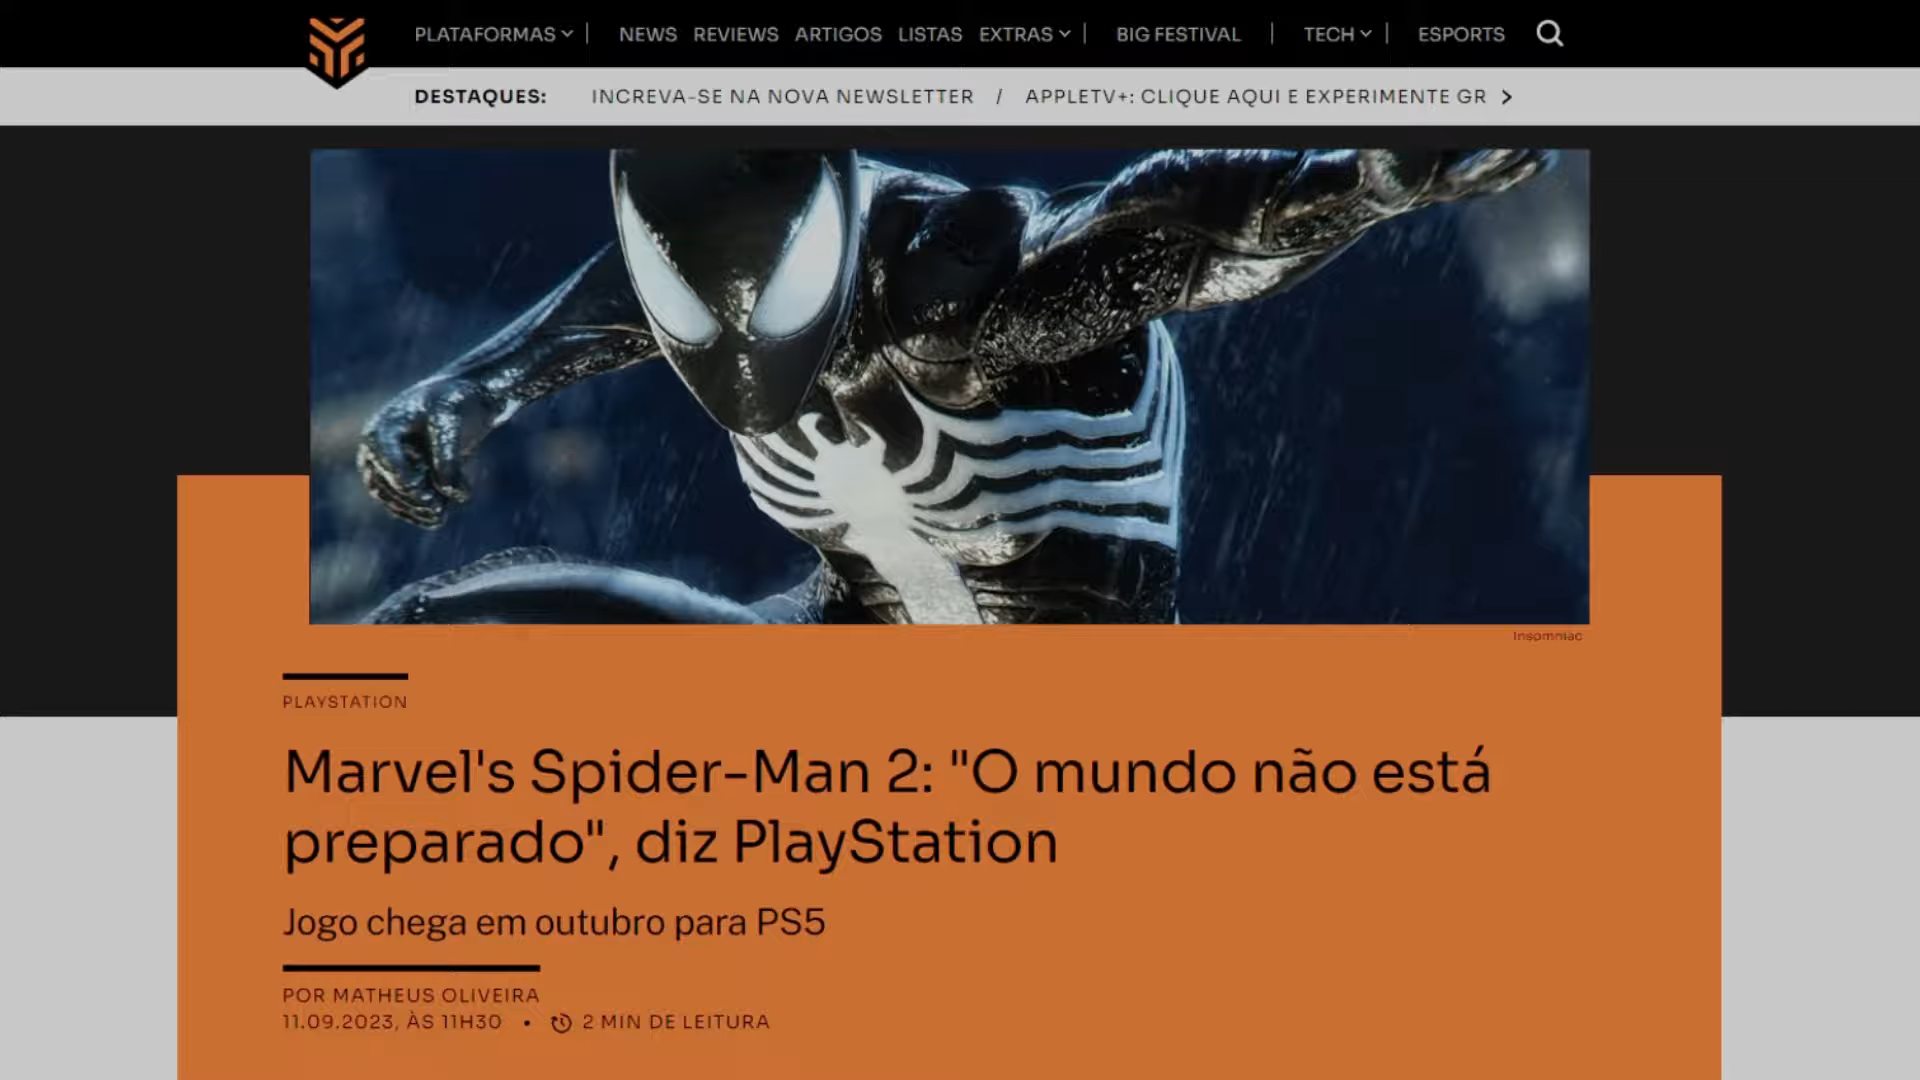 PLATAFORMAS | NEWS REVIEWS ARTIGOS LISTAS EXTRAS | BIG FESTIVAL | TECH | ESPORTS
DESTAQUES: INCREVA-SE NA NOVA NEWSLETTER / APPLETV+: CLIQUE AQUI E EXPERIMENTE GR
Insomniac
PLAYSTATION
Marvel's Spider-Man 2: "O mundo não está
preparado", diz PlayStation
Jogo chega em outubro para PS5
POR MATHEUS OLIVEIRA
11.09.2023, ÀS 11H30 • 2 MIN DE LEITURA